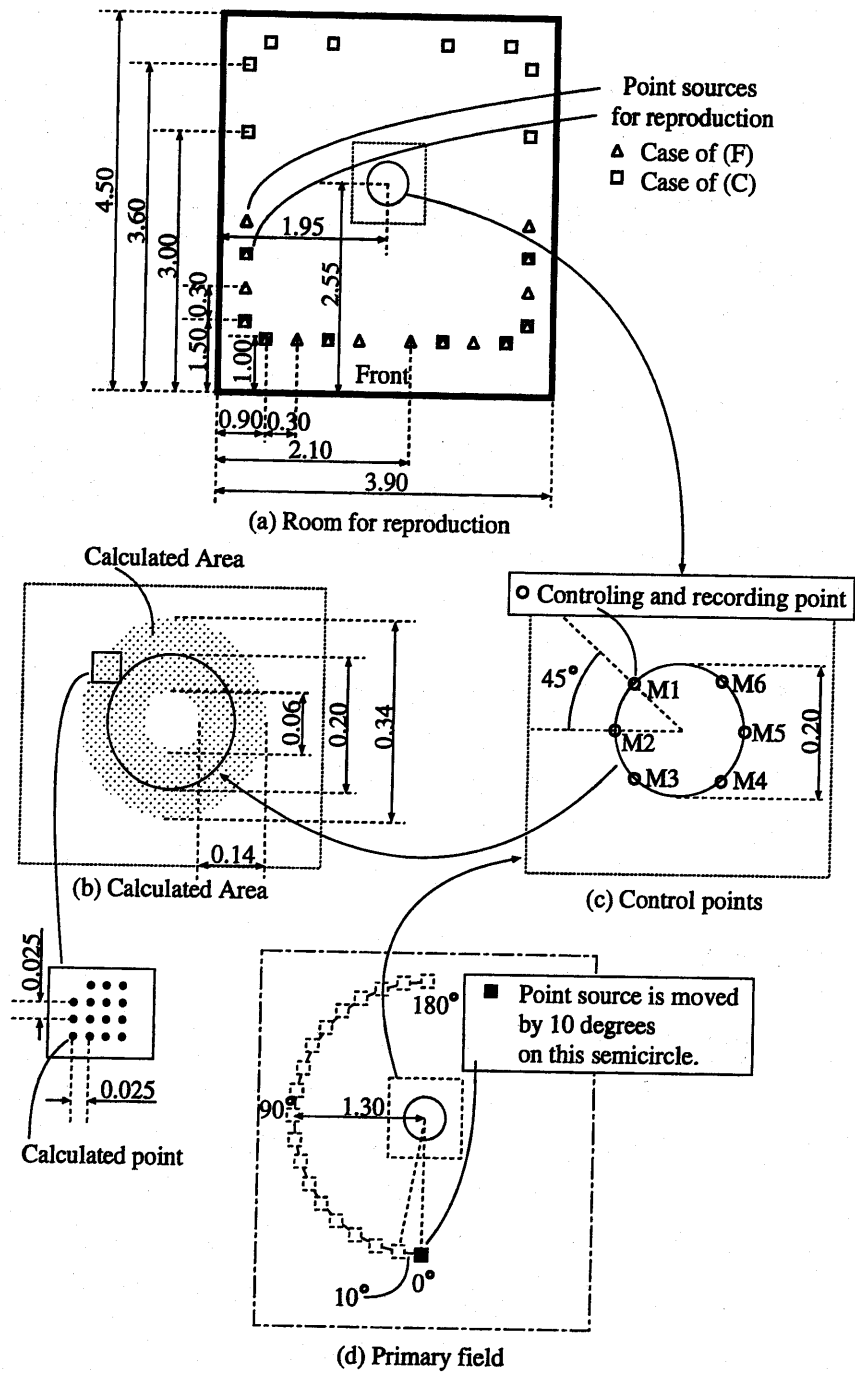 Point sources
for reproduction
Case of (F)
Case of (C)
4.50
3.60
3.00
0.30
1.50
1.00
1.95
2.55
Front
0.90
0.30
2.10
3.90
(a) Room for reproduction
Calculated Area
0.06
0.20
0.34
0.14
(b) Calculated Area
Controling and recording point
45°
M1
M2
M3
M4
M5
M6
0.20
(c) Control points
0.025
0.025
Calculated point
Point source is moved
by 10 degrees
on this semicircle.
180°
90°
1.30
10°
0°
(d) Primary field